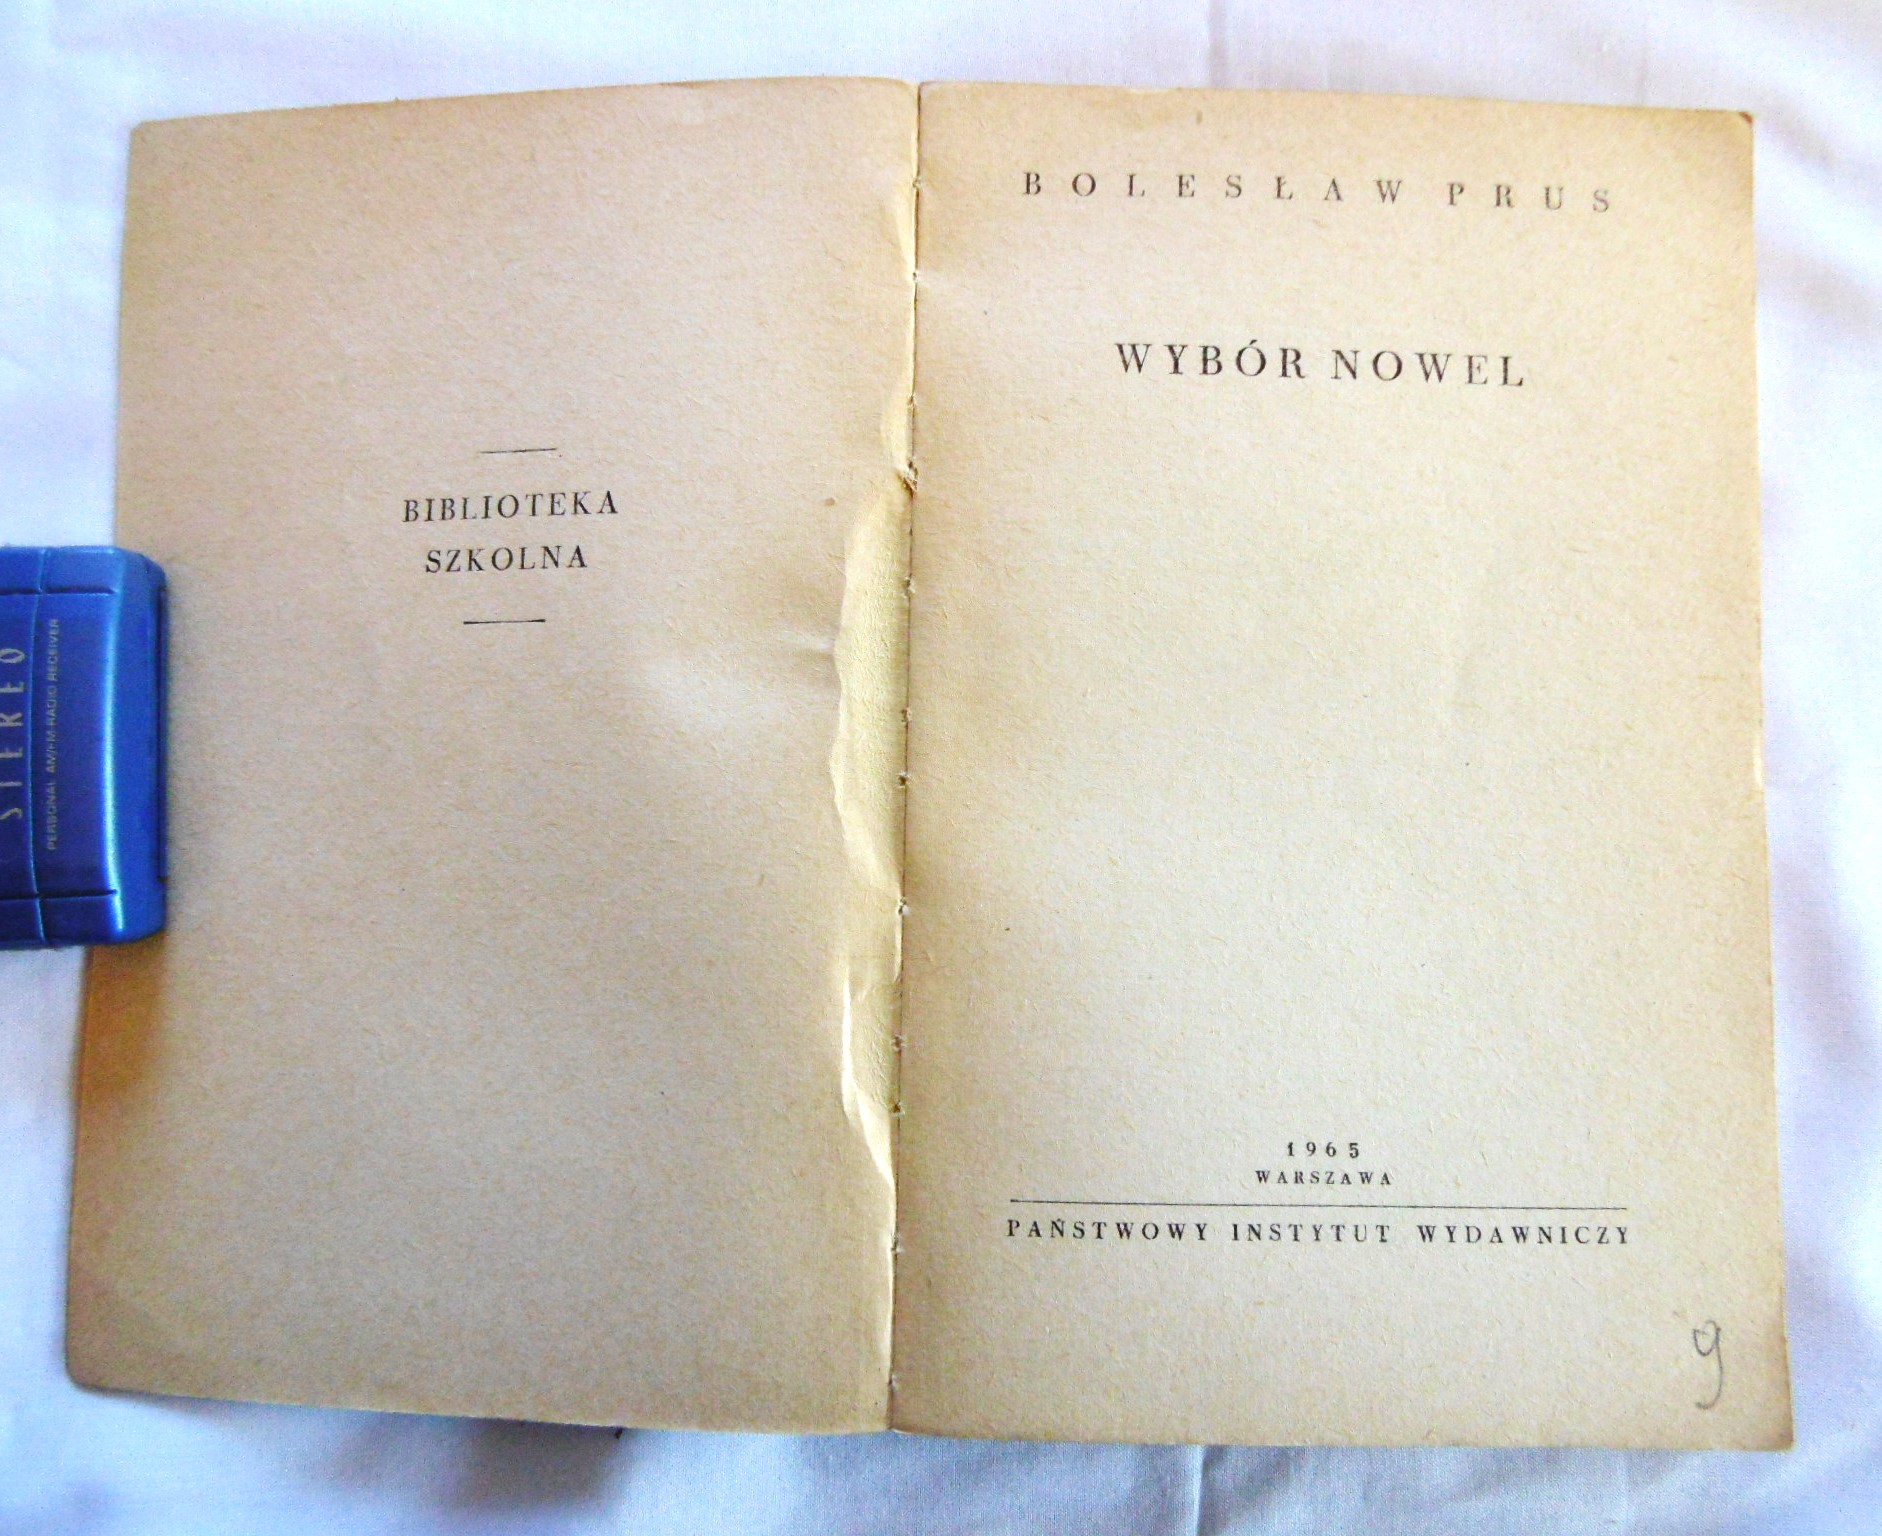 STEREO
PERSONAL AM/FM RADIO RECEIVER
BIBLIOTEKA
SZKOLNA
BOLESŁAW PRUS
WYBÓR NOWEL
1965
WARSZAWA
PAŃSTWOWY INSTYTUT WYDAWNICZY
9